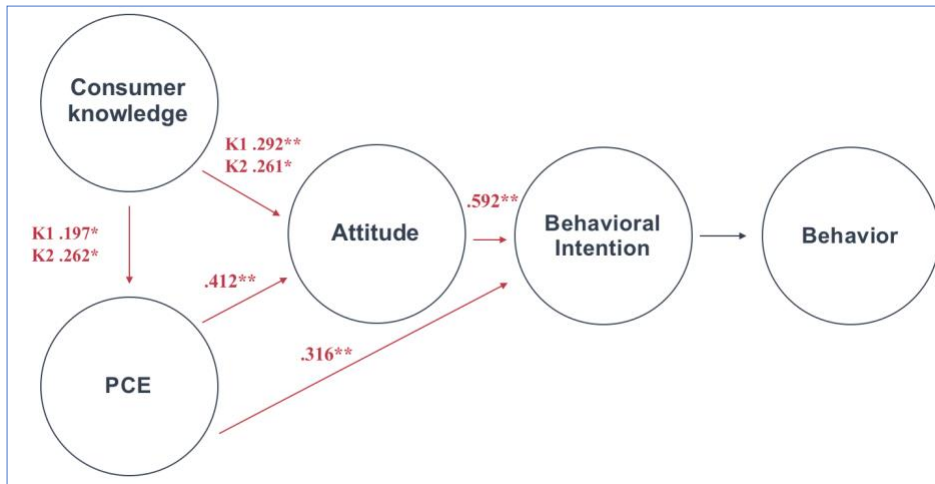 Consumer
knowledge
K1 .292**
K2 .261*
Attitude
.592**
Behavioral
Intention
Behavior
K1 .197*
K2 .262*
.412**
.316**
PCE